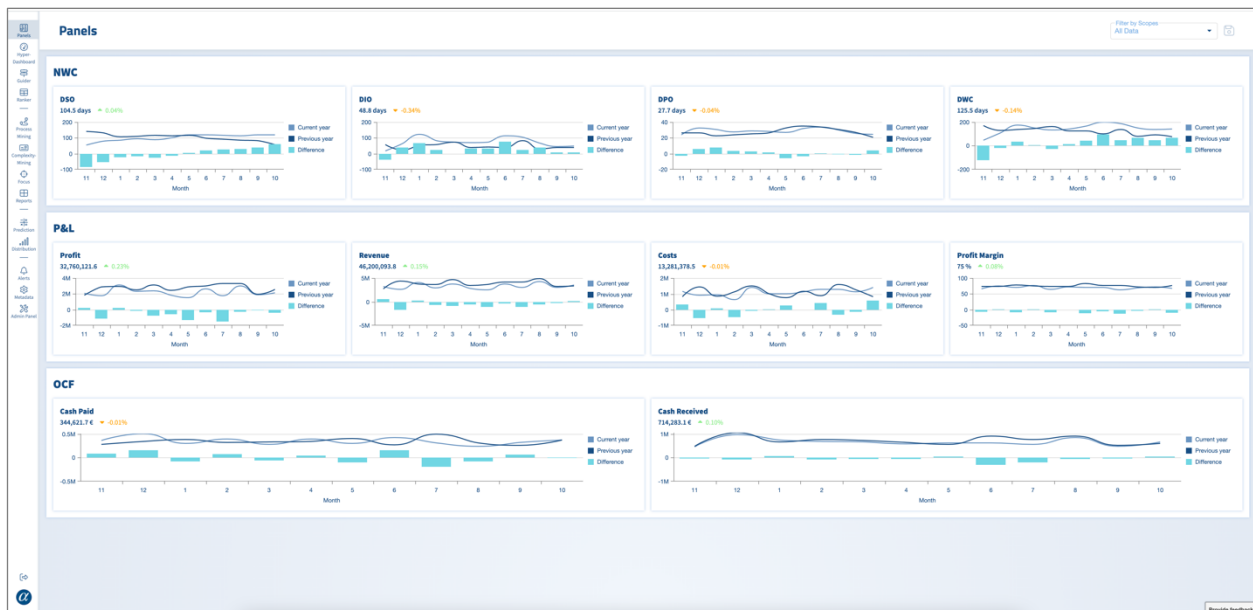 Panels
Filter by Scopes
All Data
Panels
Hyper-
Dashboard
Guides
Ranker
Process
Mining
Complexity-
Mining
Focus
Reports
Prediction
Distribution
Alerts
Metadata
Admin Panel
NWC
DSO
104.5 days 0.04%
200
100
0
-100
11 12 1 2 3 4 5 6 7 8 9 10
Month
Current year
Previous year
Difference
DIO
48.8 days -0.34%
200
100
0
-100
11 12 1 2 3 4 5 6 7 8 9 10
Month
Current year
Previous year
Difference
DPO
27.7 days -0.04%
40
20
0
-20
11 12 1 2 3 4 5 6 7 8 9 10
Month
Current year
Previous year
Difference
DWC
125.5 days -0.14%
200
0
-200
11 12 1 2 3 4 5 6 7 8 9 10
Month
Current year
Previous year
Difference
P&L
Profit
32,760,121.6 0.23%
4M
2M
0
-2M
11 12 1 2 3 4 5 6 7 8 9 10
Month
Current year
Previous year
Difference
Revenue
46,200,093.8 0.15%
5M
0
-5M
11 12 1 2 3 4 5 6 7 8 9 10
Month
Current year
Previous year
Difference
Costs
13,281,378.5 -0.01%
2M
1M
0
-1M
11 12 1 2 3 4 5 6 7 8 9 10
Month
Current year
Previous year
Difference
Profit Margin
75 % 0.08%
100
50
0
-50
11 12 1 2 3 4 5 6 7 8 9 10
Month
Current year
Previous year
Difference
OCF
Cash Paid
344,621.7 € -0.01%
0.5M
0
-0.5M
11 12 1 2 3 4 5 6 7 8 9 10
Month
Current year
Previous year
Difference
Cash Received
714,283.1 € 0.13%
1M
0
-1M
11 12 1 2 3 4 5 6 7 8 9 10
Month
Current year
Previous year
Difference
α
Provide feedback